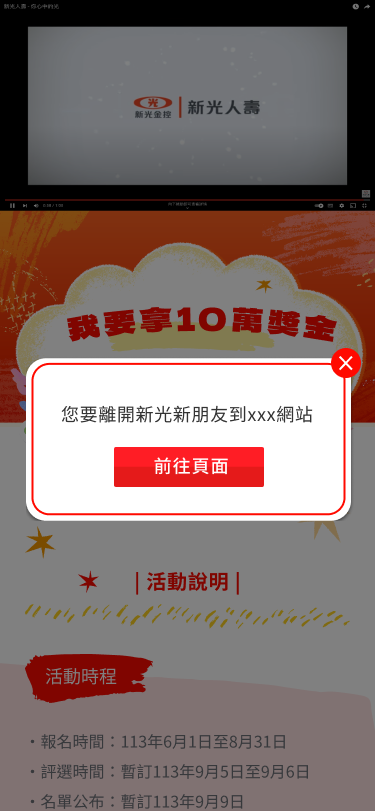 新光人壽 - 你心中的光
新光金控
新光人壽
0:58 / 1:00
我要享10萬獎金
您要離開新光新朋友到xxx網站
前往頁面
| 活動說明 |
活動時程
・報名時間：113年6月1日至8月31日
・評選時間：暫訂113年9月5日至9月6日
・名單公布：暫訂113年9月9日